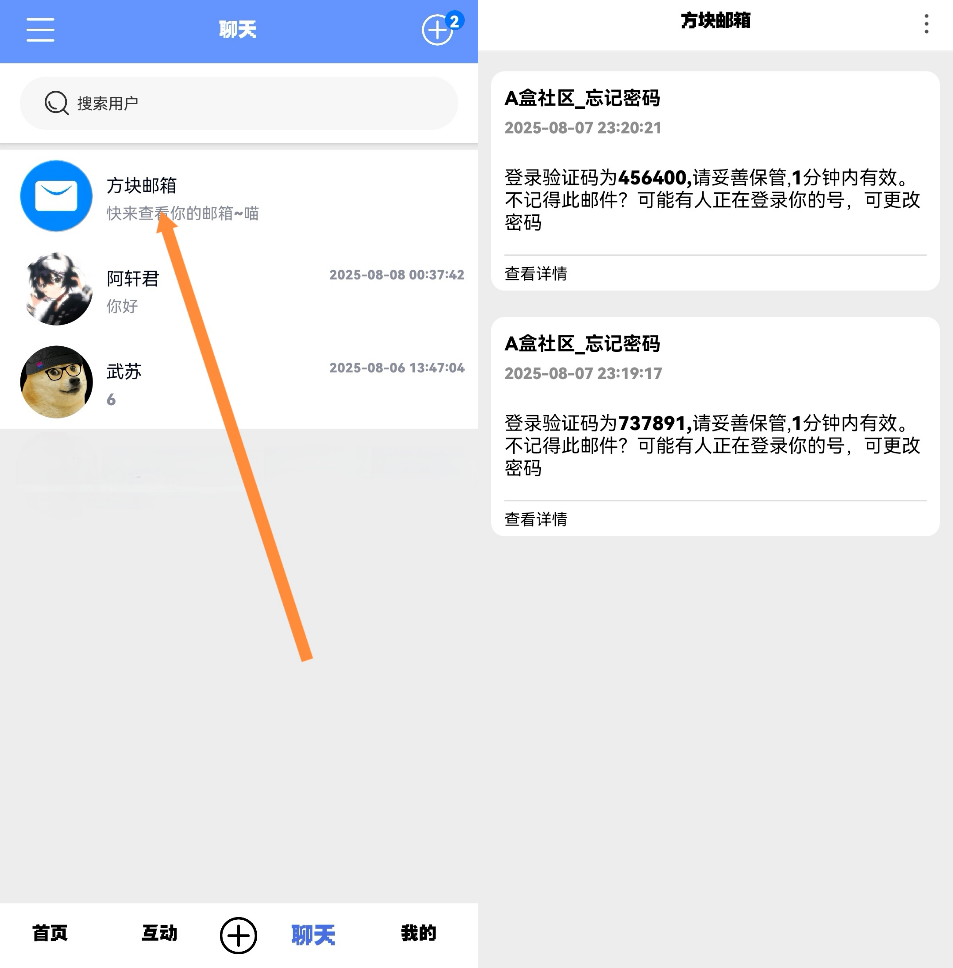 聊天
2
搜索用户
方块邮箱
快来查看你的邮箱~喵
阿轩君
2025-08-08 00:37:42
你好
武苏
2025-08-06 13:47:04
6
首页
互动
聊天
我的
方块邮箱
A盒社区_忘记密码
2025-08-07 23:20:21
登录验证码为456400,请妥善保管,1分钟内有效。
不记得此邮件？可能有人正在登录你的号，可更改
密码
查看详情
A盒社区_忘记密码
2025-08-07 23:19:17
登录验证码为737891,请妥善保管,1分钟内有效。
不记得此邮件？可能有人正在登录你的号，可更改
密码
查看详情